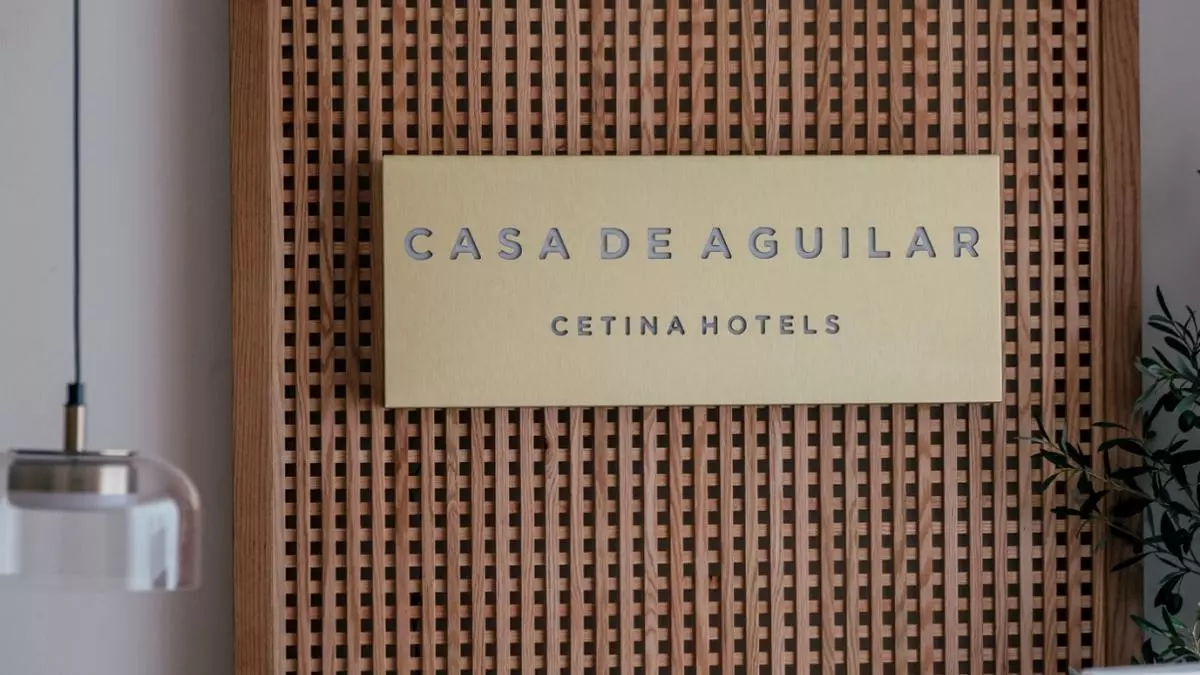 CASA DE AGUILAR
CETINA HOTELS